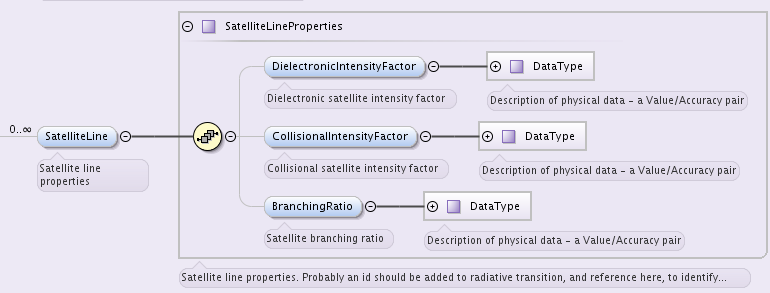 SatelliteLineProperties
DielectronicIntensityFactor
DataType
Dielectronic satellite intensity factor
Description of physical data - a Value/Accuracy pair
0..∞
SatelliteLine
CollisionalIntensityFactor
DataType
Satellite line
properties
Collisional satellite intensity factor
Description of physical data - a Value/Accuracy pair
BranchingRatio
DataType
Satellite branching ratio
Description of physical data - a Value/Accuracy pair
Satellite line properties. Probably an id should be added to radiative transition, and reference here, to identify...